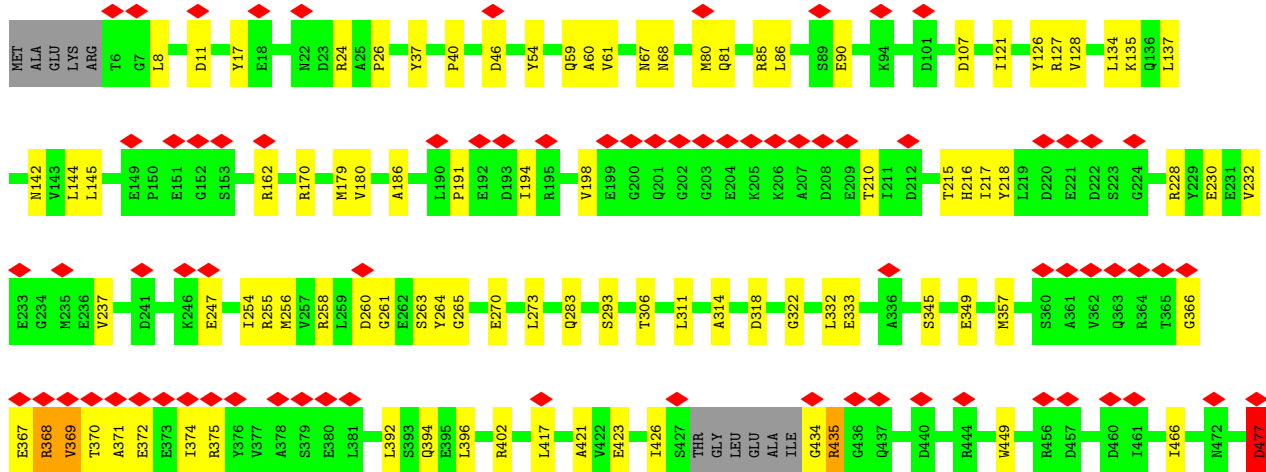 MET ALA GLU LYS ARG T6 G7 L8 D11 Y17 E18 N22 D23 R24 A25 P26 Y37 P40 D46 Y54 Q59 A60 V61 N67 N68 M80 Q81 R85 L86 S89 E90 K94 D101 D107 I121 Y126 R127 V128 L134 K135 Q136 L137
N142 V143 L144 L145 E149 P150 E151 G152 S153 R162 R170 M179 V180 A186 L190 P191 E192 D193 I194 R195 V198 E199 G200 Q201 G202 G203 E204 K205 K206 A207 D208 E209 T210 I211 D212 T215 H216 I217 Y218 L219 D220 E221 D222 S223 G224 R228 Y229 E230 E231 V232
E233 G234 M235 E236 V237 D241 K246 E247 I254 R255 M256 V257 R258 L259 D260 G261 E262 S263 Y264 G265 E270 L273 Q283 S293 T306 L311 A314 D318 G322 L332 E333 A336 S345 E349 M357 S360 A361 V362 Q363 R364 T365 G366
E367 R368 V369 T370 A371 E372 E373 I374 R375 Y376 V377 A378 S379 E380 L381 L392 S393 Q394 E395 L396 R402 L417 A421 V422 E423 I426 S427 THR GLY LEU GLU ALA ILE G434 R435 G436 Q437 D440 R444 W449 R456 D457 D460 I461 I466 N472 D477